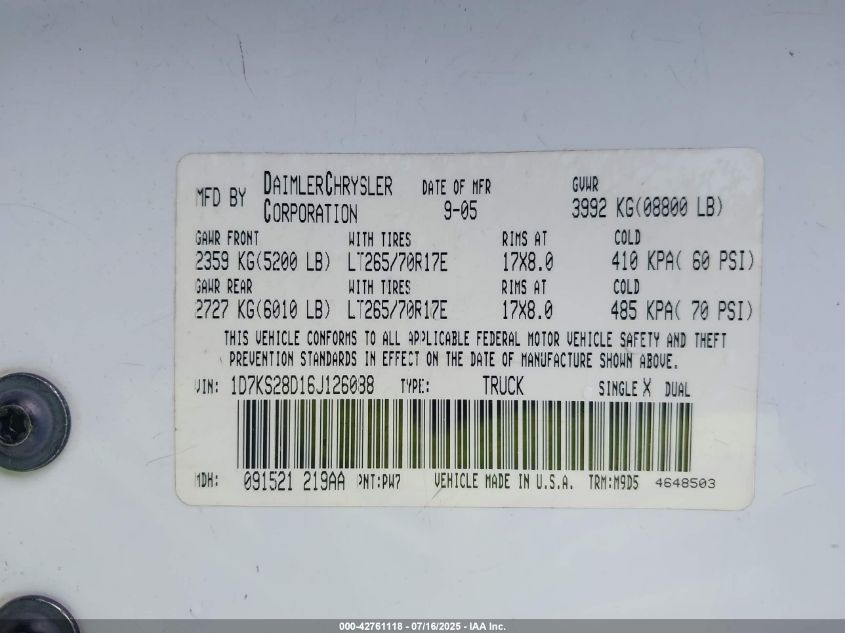 MFD BY DAIMLERCHRYSLER CORPORATION DATE OF MFR 9-05 GVWR 3992 KG(08800 LB)
GAWR FRONT WITH TIRES RIMS AT COLD
2359 KG(5200 LB) LT265/70R17E 17X8.0 410 KPA( 60 PSI)
GAWR REAR WITH TIRES RIMS AT COLD
2727 KG(6010 LB) LT265/70R17E 17X8.0 485 KPA( 70 PSI)
THIS VEHICLE CONFORMS TO ALL APPLICABLE FEDERAL MOTOR VEHICLE SAFETY AND THEFT
PREVENTION STANDARDS IN EFFECT ON THE DATE OF MANUFACTURE SHOWN ABOVE.
VIN: 1D7KS28D16J126088 TYPE: TRUCK SINGLE X DUAL
MDH: 091521 219AA PNT:PW7 VEHICLE MADE IN U.S.A. TRM:M9D5 4648503
000-42761118 - 07/16/2025 - IAA Inc.